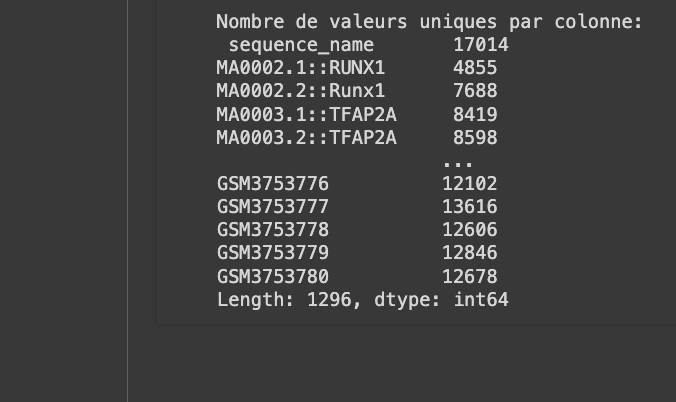 Nombre de valeurs uniques par colonne:
sequence_name 17014
MA0002.1::RUNX1 4855
MA0002.2::Runx1 7688
MA0003.1::TFAP2A 8419
MA0003.2::TFAP2A 8598
...
GSM3753776 12102
GSM3753777 13616
GSM3753778 12606
GSM3753779 12846
GSM3753780 12678
Length: 1296, dtype: int64